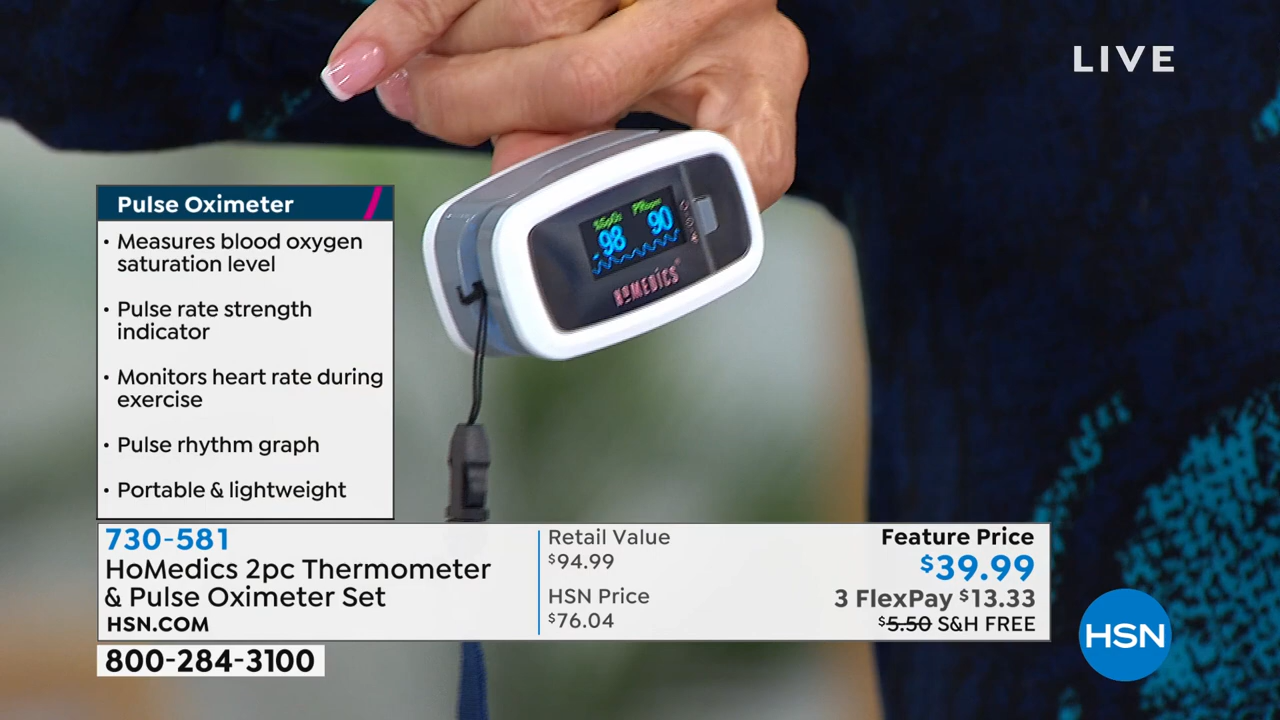 LIVE
Pulse Oximeter
• Measures blood oxygen
saturation level
• Pulse rate strength
indicator
• Monitors heart rate during
exercise
• Pulse rhythm graph
• Portable & lightweight
%SpO₂ PRbpm
98 90
HOMEDICS
730-581
HoMedics 2pc Thermometer
& Pulse Oximeter Set
HSN.COM
Retail Value
$94.99
HSN Price
$76.04
Feature Price
$39.99
3 FlexPay $13.33
$5.50 S&H FREE
800-284-3100
HSN